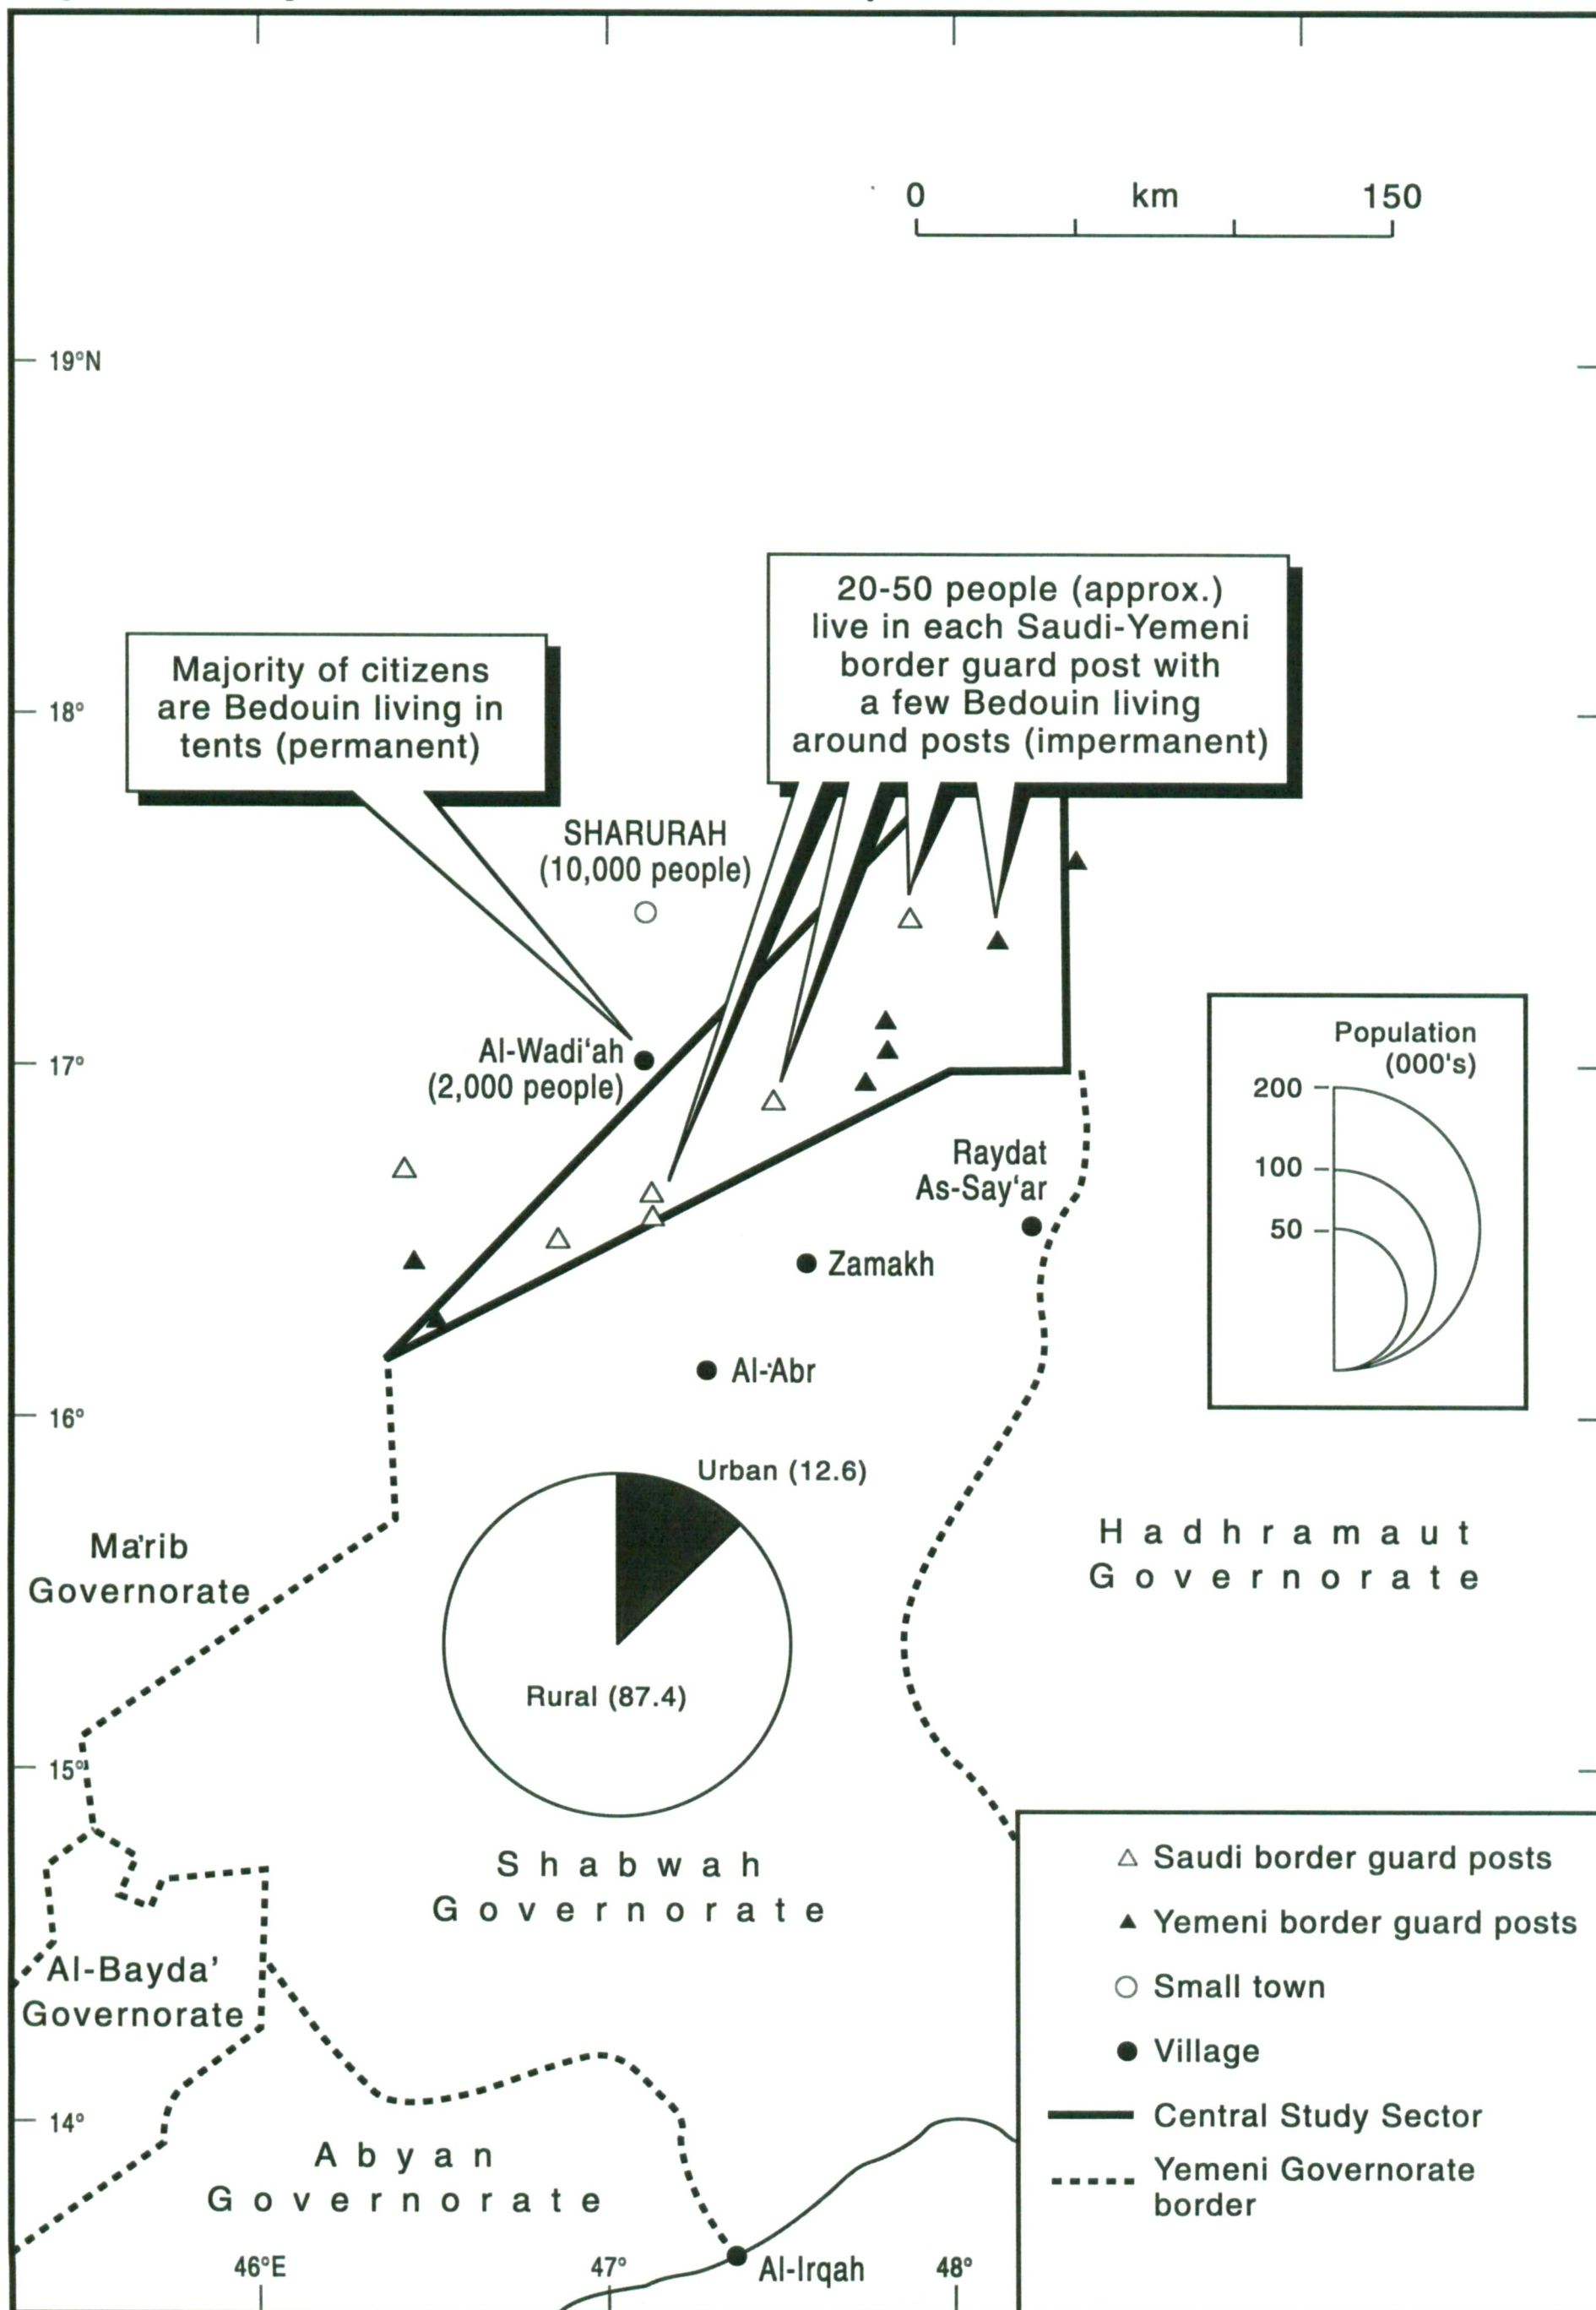 0 km 150
19°N
20-50 people (approx.)
live in each Saudi-Yemeni
border guard post with
a few Bedouin living
around posts (impermanent)
Majority of citizens
are Bedouin living in
tents (permanent)
18°
SHARURAH
(10,000 people)
17°
Al-Wadi'ah
(2,000 people)
Population
(000's)
200
100
50
Raydat
As-Say'ar
Zamakh
Al-'Abr
16°
Urban (12.6)
Rural (87.4)
Ma'rib
Governorate
Hadhramaut
Governorate
15°
Shabwah
Governorate
Al-Bayda'
Governorate
14°
Abyan
Governorate
46°E
47°
48°
Al-Irqah
Saudi border guard posts
Yemeni border guard posts
Small town
Village
Central Study Sector
Yemeni Governorate
border